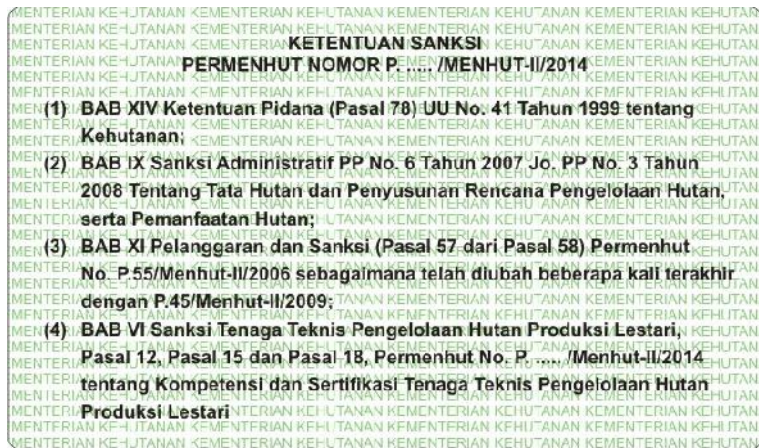 KETENTUAN SANKSI
PERMENHUT NOMOR P. ..... /MENHUT-II/2014
(1) BAB XIV Ketentuan Pidana (Pasal 78) UU No. 41 Tahun 1999 tentang
Kehutanan;
(2) BAB IX Sanksi Administratif PP No. 6 Tahun 2007 Jo. PP No. 3 Tahun
2008 Tentang Tata Hutan dan Penyusunan Rencana Pengelolaan Hutan,
serta Pemanfaatan Hutan;
(3) BAB XI Pelanggaran dan Sanksi (Pasal 57 dari Pasal 58) Permenhut
No. P.55/Menhut-II/2006 sebagaimana telah diubah beberapa kali terakhir
dengan P.45/Menhut-II/2009;
(4) BAB VI Sanksi Tenaga Teknis Pengelolaan Hutan Produksi Lestari,
Pasal 12, Pasal 15 dan Pasal 18, Permenhut No. P. ..... /Menhut-II/2014
tentang Kompetensi dan Sertifikasi Tenaga Teknis Pengelolaan Hutan
Produksi Lestari